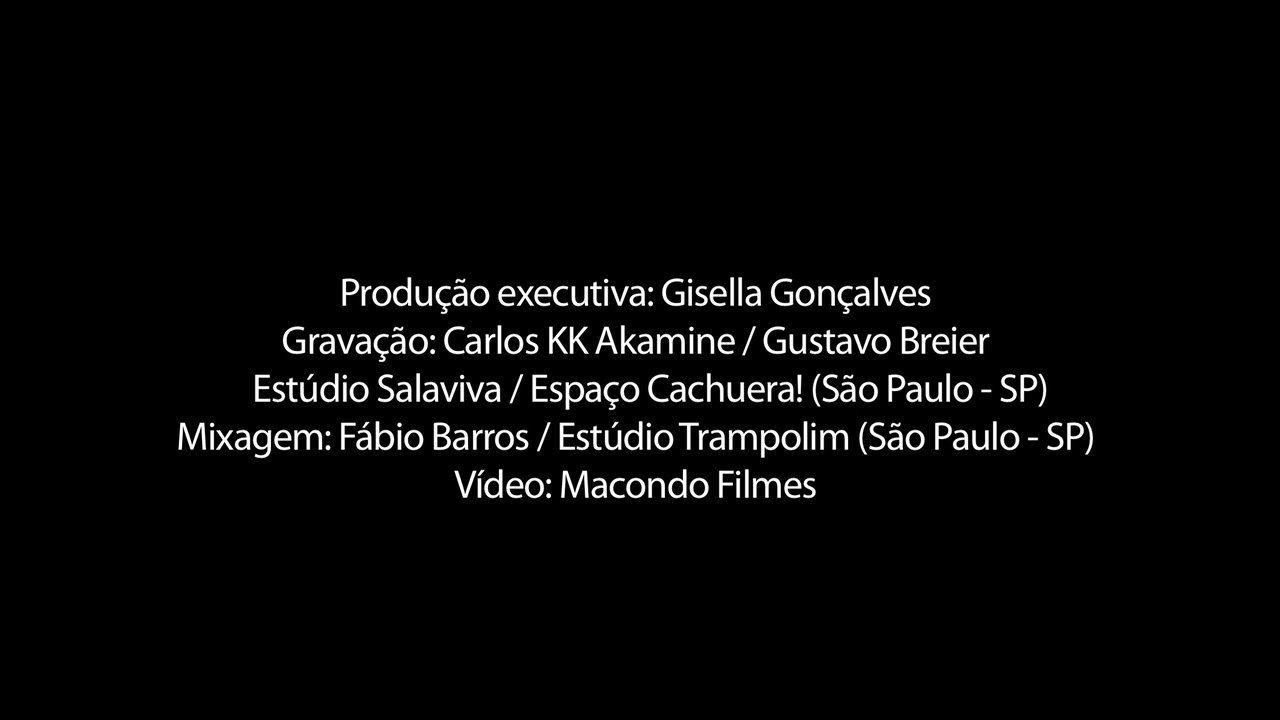 Produção executiva: Gisella Gonçalves
Gravação: Carlos KK Akamine / Gustavo Breier
Estúdio Salaviva / Espaço Cachuera! (São Paulo - SP)
Mixagem: Fábio Barros / Estúdio Trampolim (São Paulo - SP)
Vídeo: Macondo Filmes